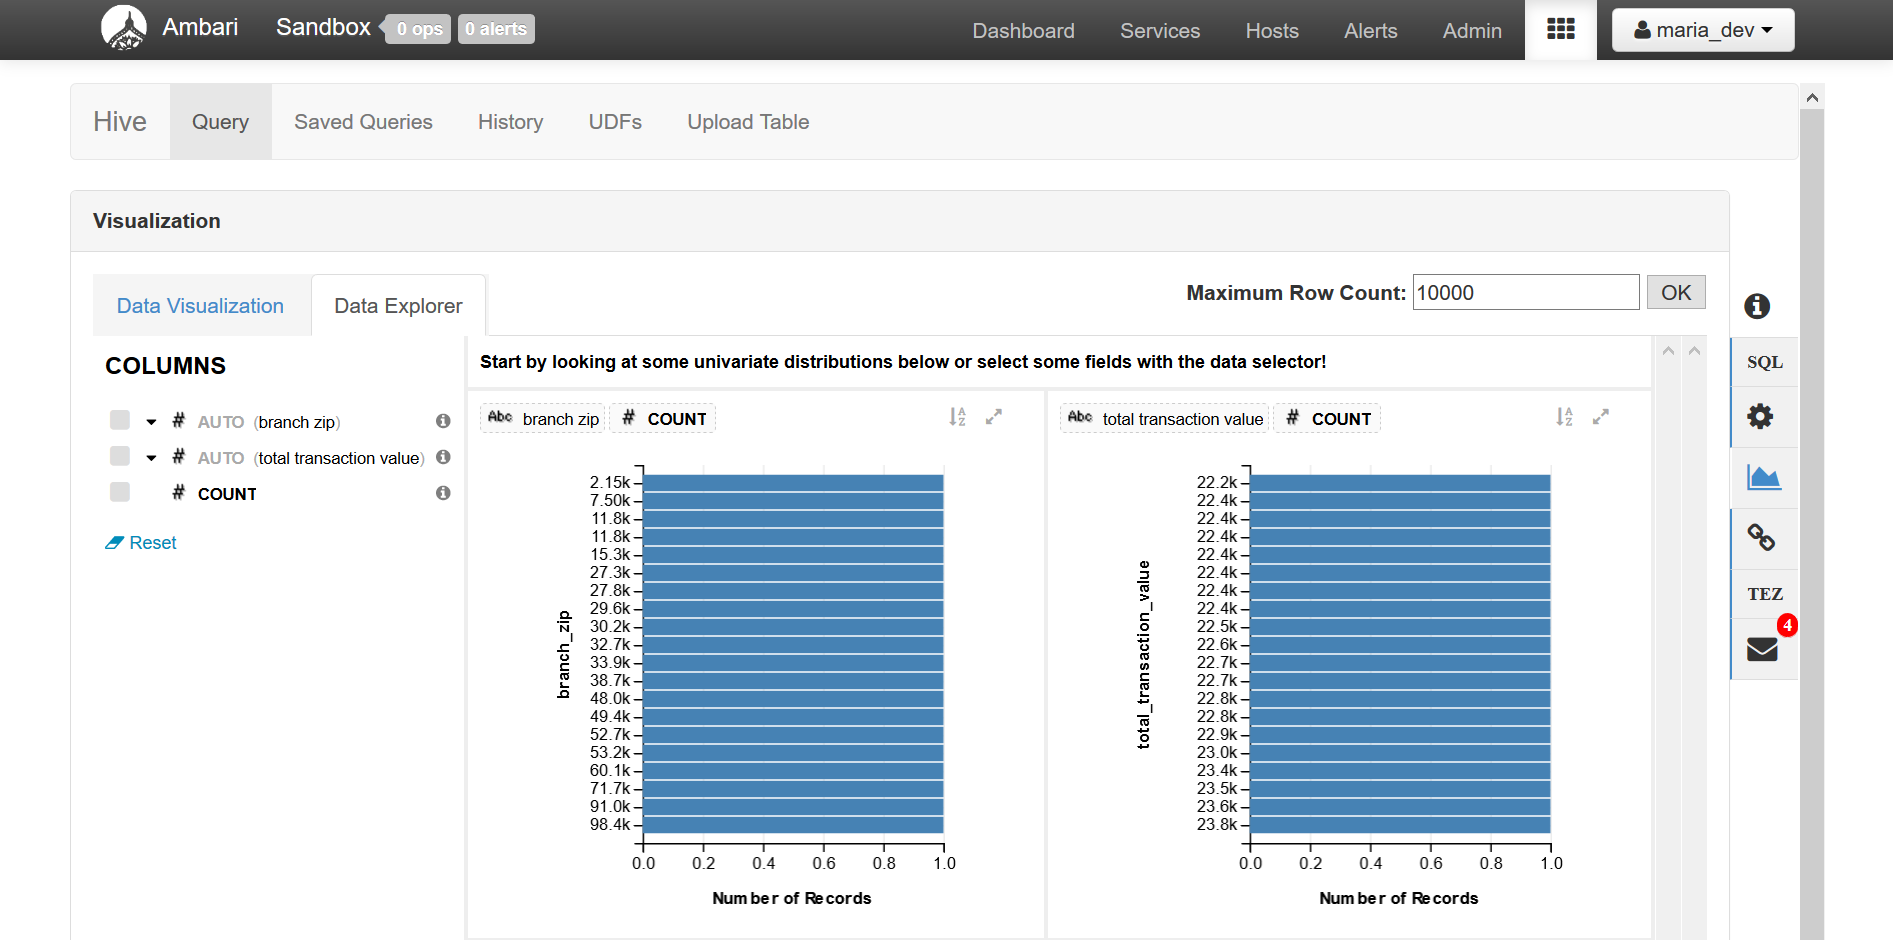 Ambari Sandbox 0 ops 0 alerts Dashboard Services Hosts Alerts Admin maria_dev
Hive Query Saved Queries History UDFs Upload Table
Visualization
Data Visualization Data Explorer Maximum Row Count: 10000 OK
COLUMNS
# AUTO (branch zip)
# AUTO (total transaction value)
# COUNT
Reset
Start by looking at some univariate distributions below or select some fields with the data selector!
Abc branch zip # COUNT
branch_zip
2.15k
7.50k
11.8k
11.8k
15.3k
27.3k
27.8k
29.6k
30.2k
32.7k
33.9k
38.7k
48.0k
49.4k
52.7k
53.2k
60.1k
71.7k
91.0k
98.4k
0.0 0.2 0.4 0.6 0.8 1.0
Number of Records
Abc total transaction value # COUNT
total_transaction_value
22.2k
22.4k
22.4k
22.4k
22.4k
22.4k
22.4k
22.4k
22.5k
22.6k
22.7k
22.7k
22.8k
22.8k
22.9k
23.0k
23.4k
23.5k
23.6k
23.8k
0.0 0.2 0.4 0.6 0.8 1.0
Number of Records
SQL
TEZ
4